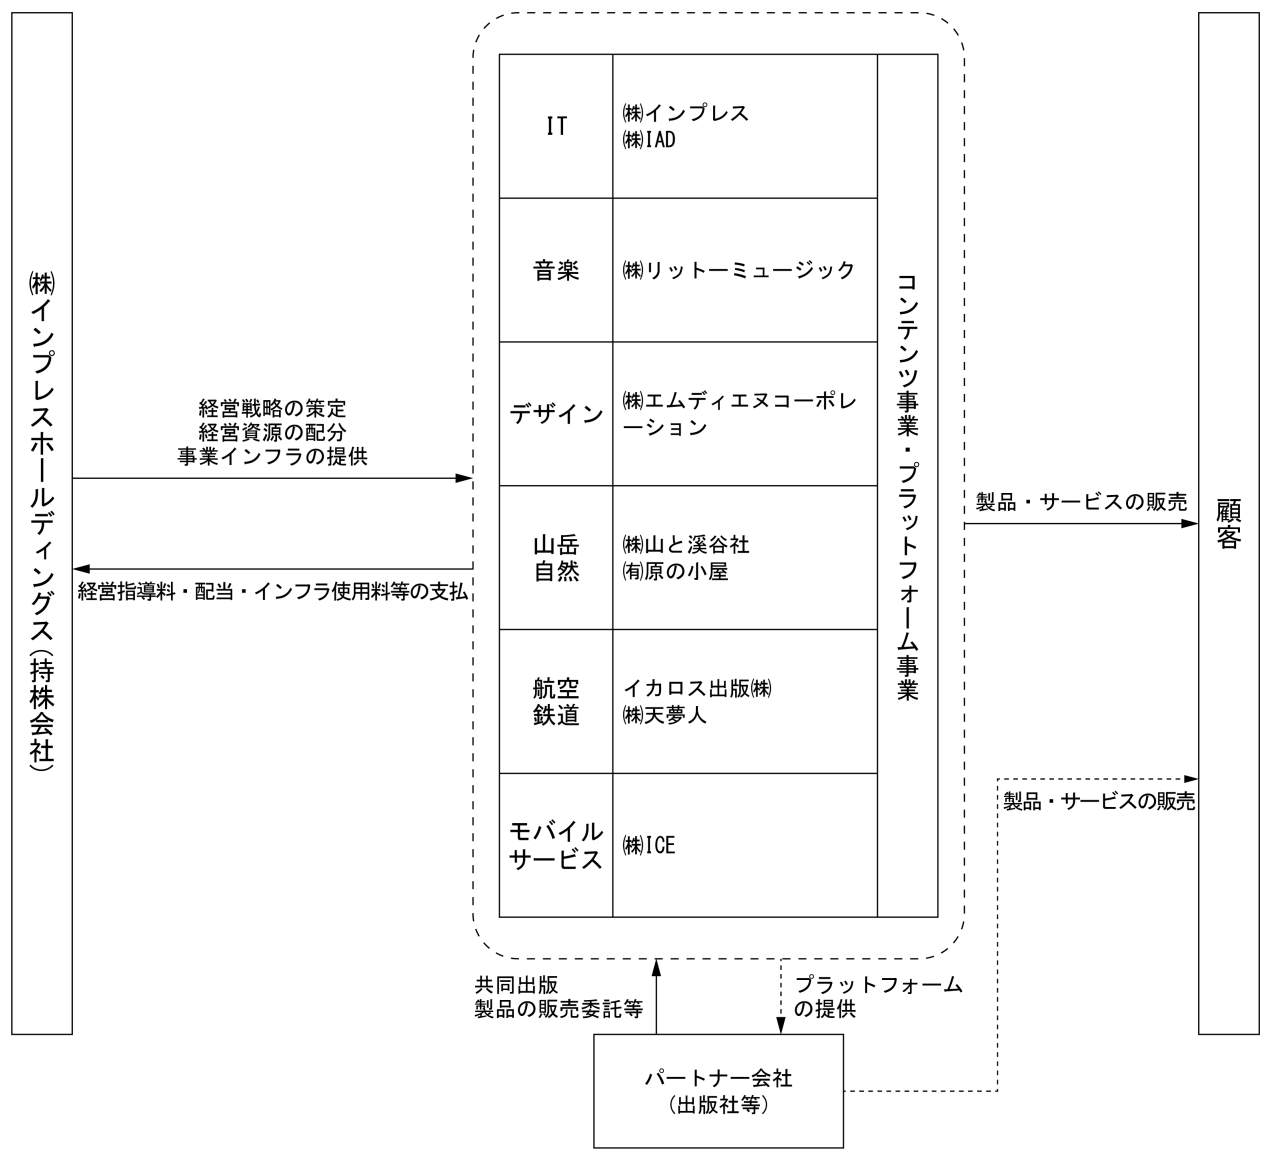 ㈱インプレスホールディングス(持株会社)
経営戦略の策定
経営資源の配分
事業インフラの提供
経営指導料・配当・インフラ使用料等の支払
IT
㈱インプレス
㈱IAD
音楽
㈱リットーミュージック
デザイン
㈱エムディエヌコーポレ
ーション
山岳
自然
㈱山と溪谷社
㈲原の小屋
航空
鉄道
イカロス出版㈱
㈱天夢人
モバイル
サービス
㈱ICE
コンテンツ事業・プラットフォーム事業
製品・サービスの販売
顧客
製品・サービスの販売
共同出版
製品の販売委託等
プラットフォーム
の提供
パートナー会社
(出版社等)